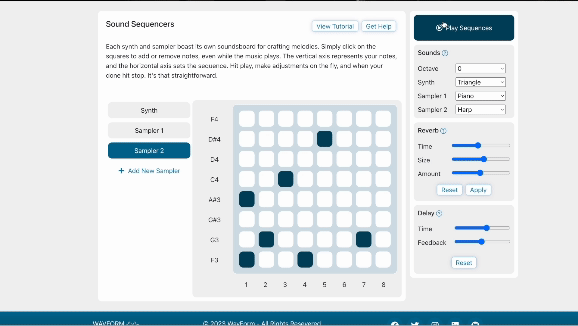 Sound Sequencers
View Tutorial
Get Help
Each synth and sampler boast its own soundsboard for crafting melodies. Simply click on the
squares to add or remove notes, even while the music plays. The vertical axis represents your notes,
and the horizontal axis sets the sequence. Hit play, make adjustments on the fly, and when your
done hit stop. It's that straightforward.
Synth
Sampler 1
Sampler 2
+ Add New Sampler
F4
D#4
D4
C4
A#3
G#3
G3
F3
1 2 3 4 5 6 7 8
Play Sequences
Sounds
Octave 0
Synth Triangle
Sampler 1 Piano
Sampler 2 Harp
Reverb
Time
Size
Amount
Reset
Apply
Delay
Time
Feedback
Reset
WAVEFORM
© 2023 WavForm - All Rights Resevered